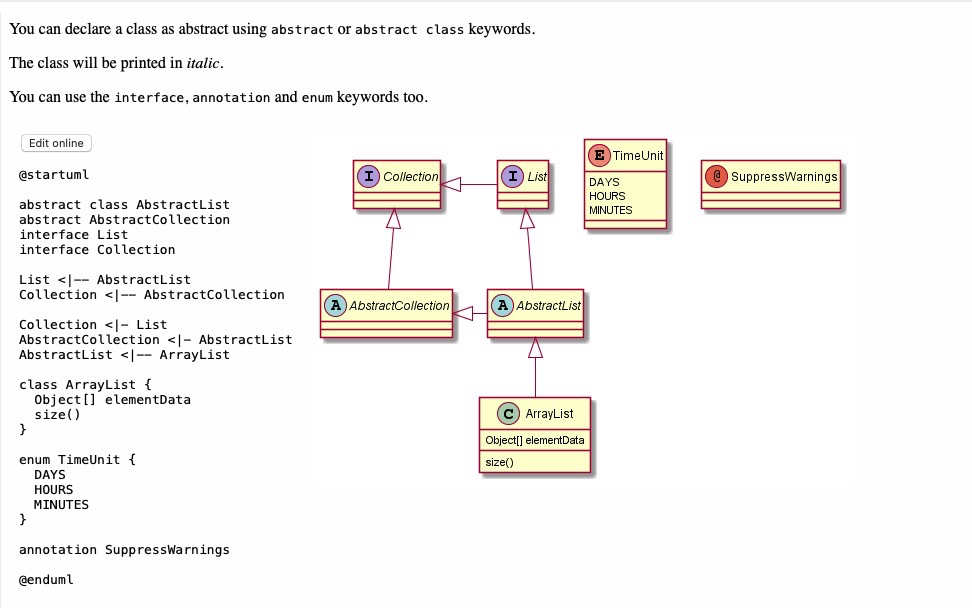 You can declare a class as abstract using abstract or abstract class keywords.
The class will be printed in italic.
You can use the interface, annotation and enum keywords too.
Edit online
@startuml
abstract class AbstractList
abstract AbstractCollection
interface List
interface Collection
List <|-- AbstractList
Collection <|-- AbstractCollection
Collection <|- List
AbstractCollection <|- AbstractList
AbstractList <|-- ArrayList
class ArrayList {
Object[] elementData
size()
}
enum TimeUnit {
DAYS
HOURS
MINUTES
}
annotation SuppressWarnings
@enduml
I Collection
I List
E TimeUnit
DAYS
HOURS
MINUTES
@ SuppressWarnings
A AbstractCollection
A AbstractList
C ArrayList
Object[] elementData
size()